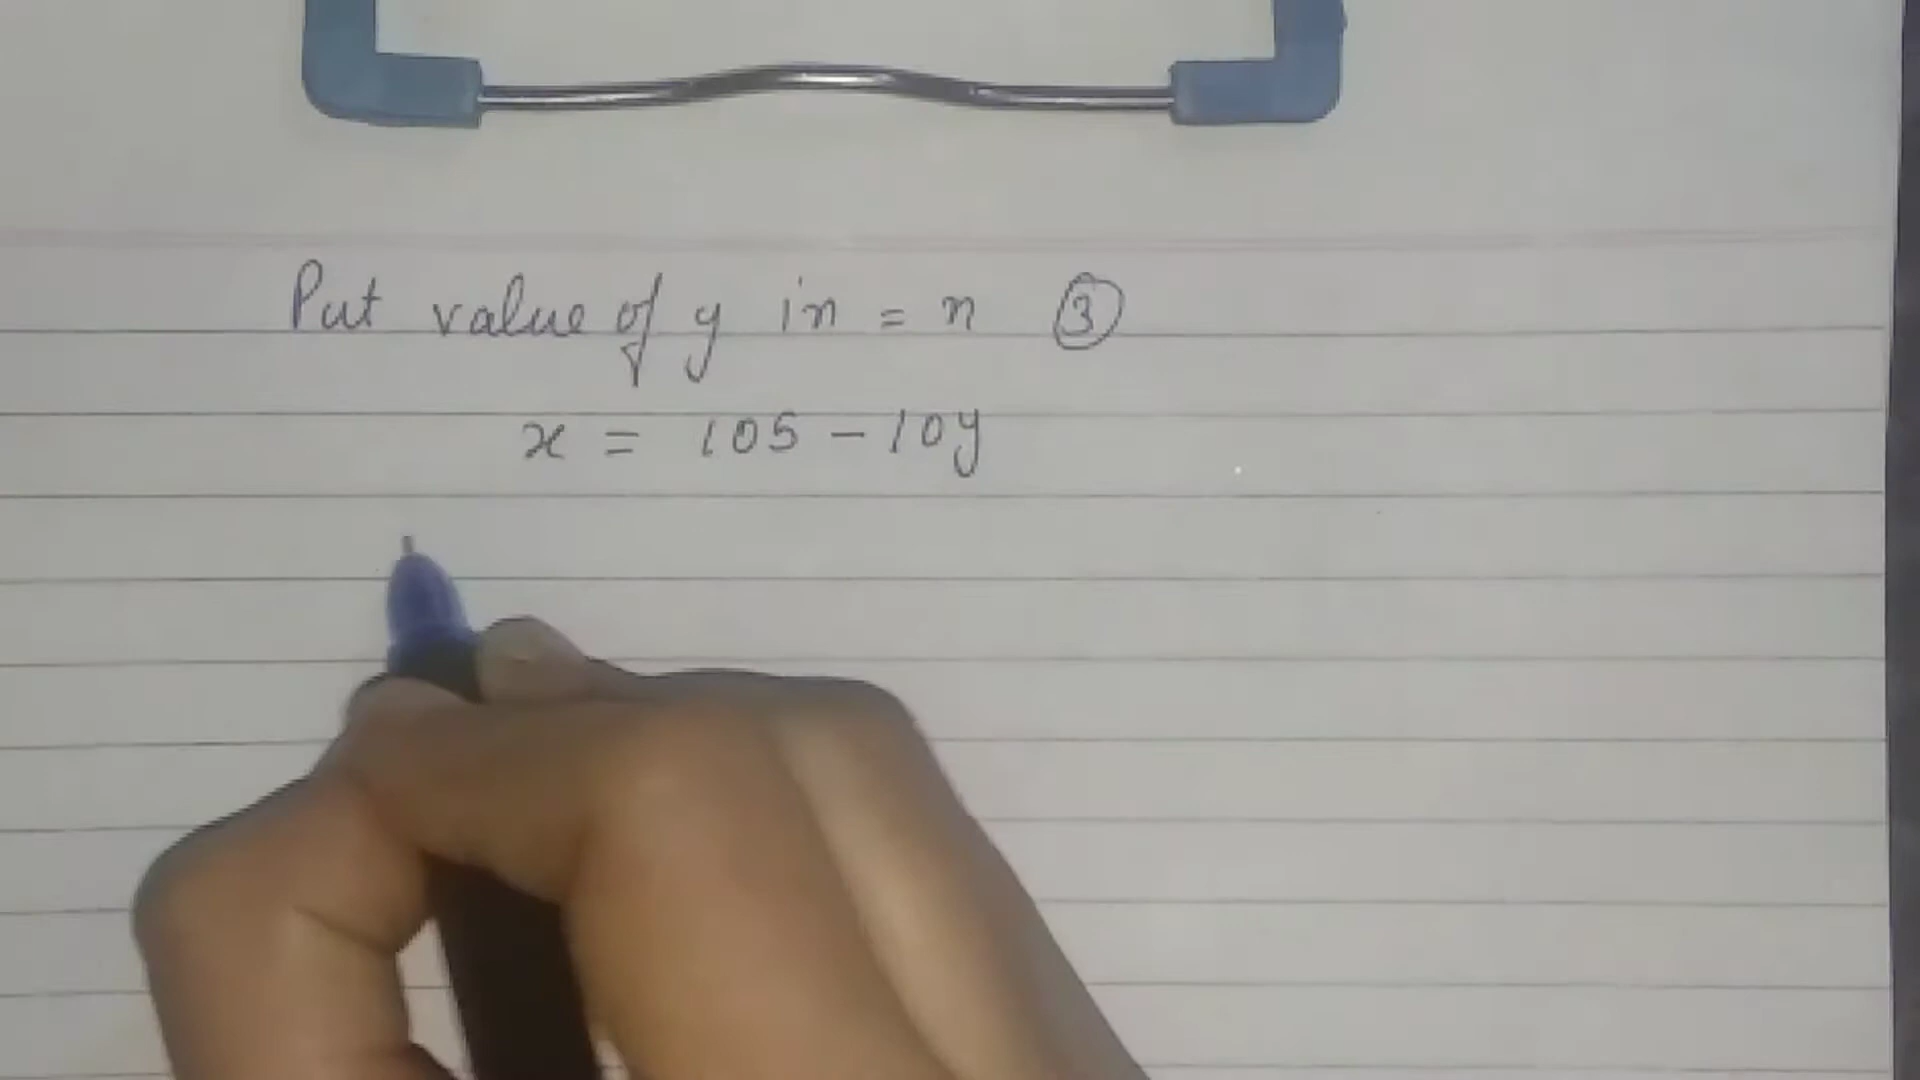 Put value of y in = n ③
x = 105 - 10y